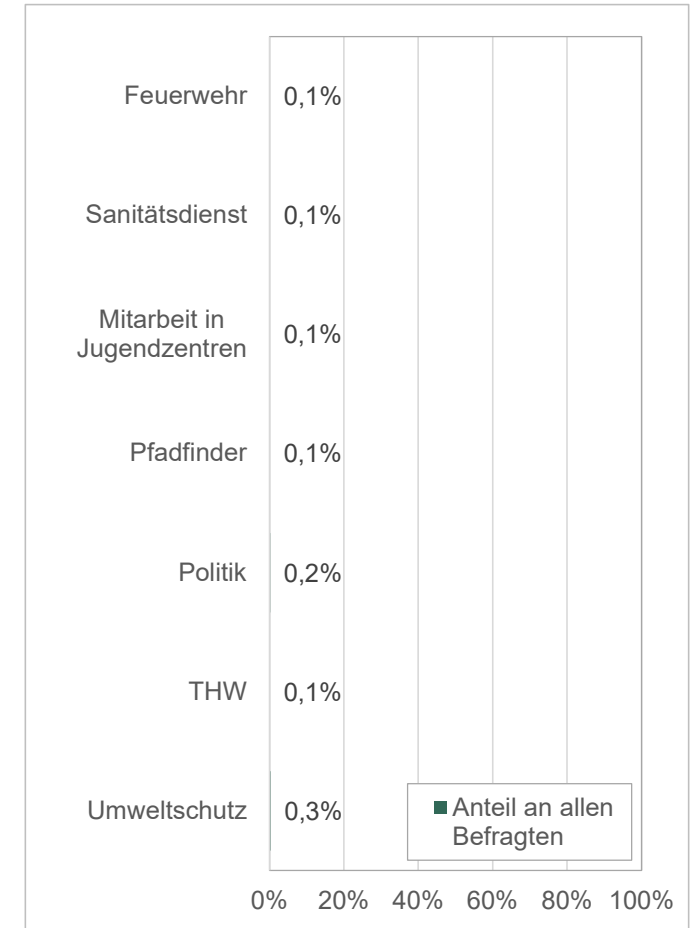 Feuerwehr 0,1%
Sanitätsdienst 0,1%
Mitarbeit in
Jugendzentren 0,1%
Pfadfinder 0,1%
Politik 0,2%
THW 0,1%
Umweltschutz 0,3%
Anteil an allen
Befragten
0% 20% 40% 60% 80% 100%